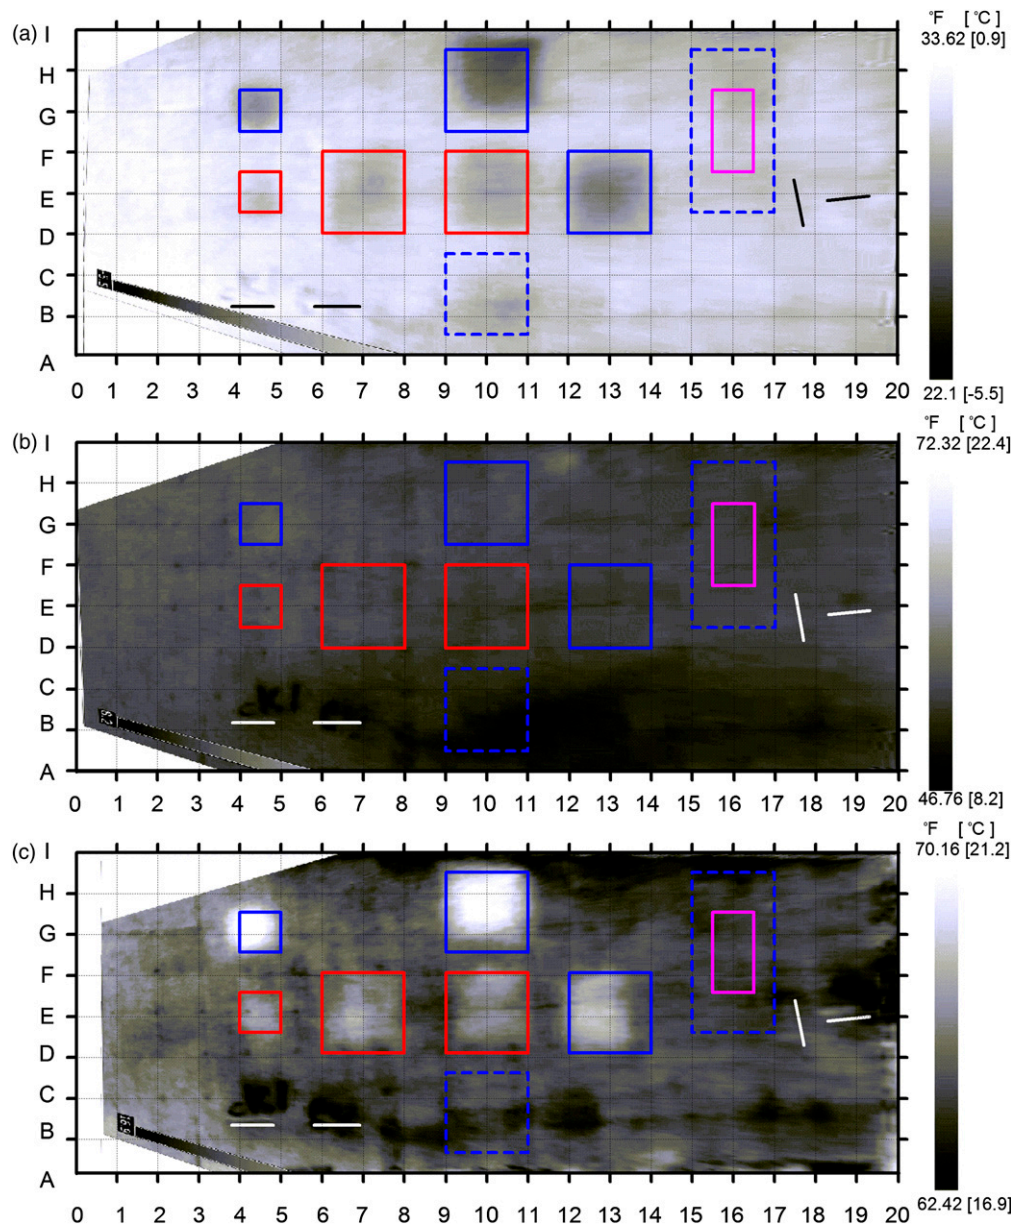 (a) I
H
G
F
E
D
C
B
A
0 1 2 3 4 5 6 7 8 9 10 11 12 13 14 15 16 17 18 19 20
°F [ °C ]
33.62 [0.9]
22.1 [-5.5]
(b) I
H
G
F
E
D
C
B
A
0 1 2 3 4 5 6 7 8 9 10 11 12 13 14 15 16 17 18 19 20
°F [ °C ]
72.32 [22.4]
46.76 [8.2]
(c) I
H
G
F
E
D
C
B
A
0 1 2 3 4 5 6 7 8 9 10 11 12 13 14 15 16 17 18 19 20
°F [ °C ]
70.16 [21.2]
62.42 [16.9]